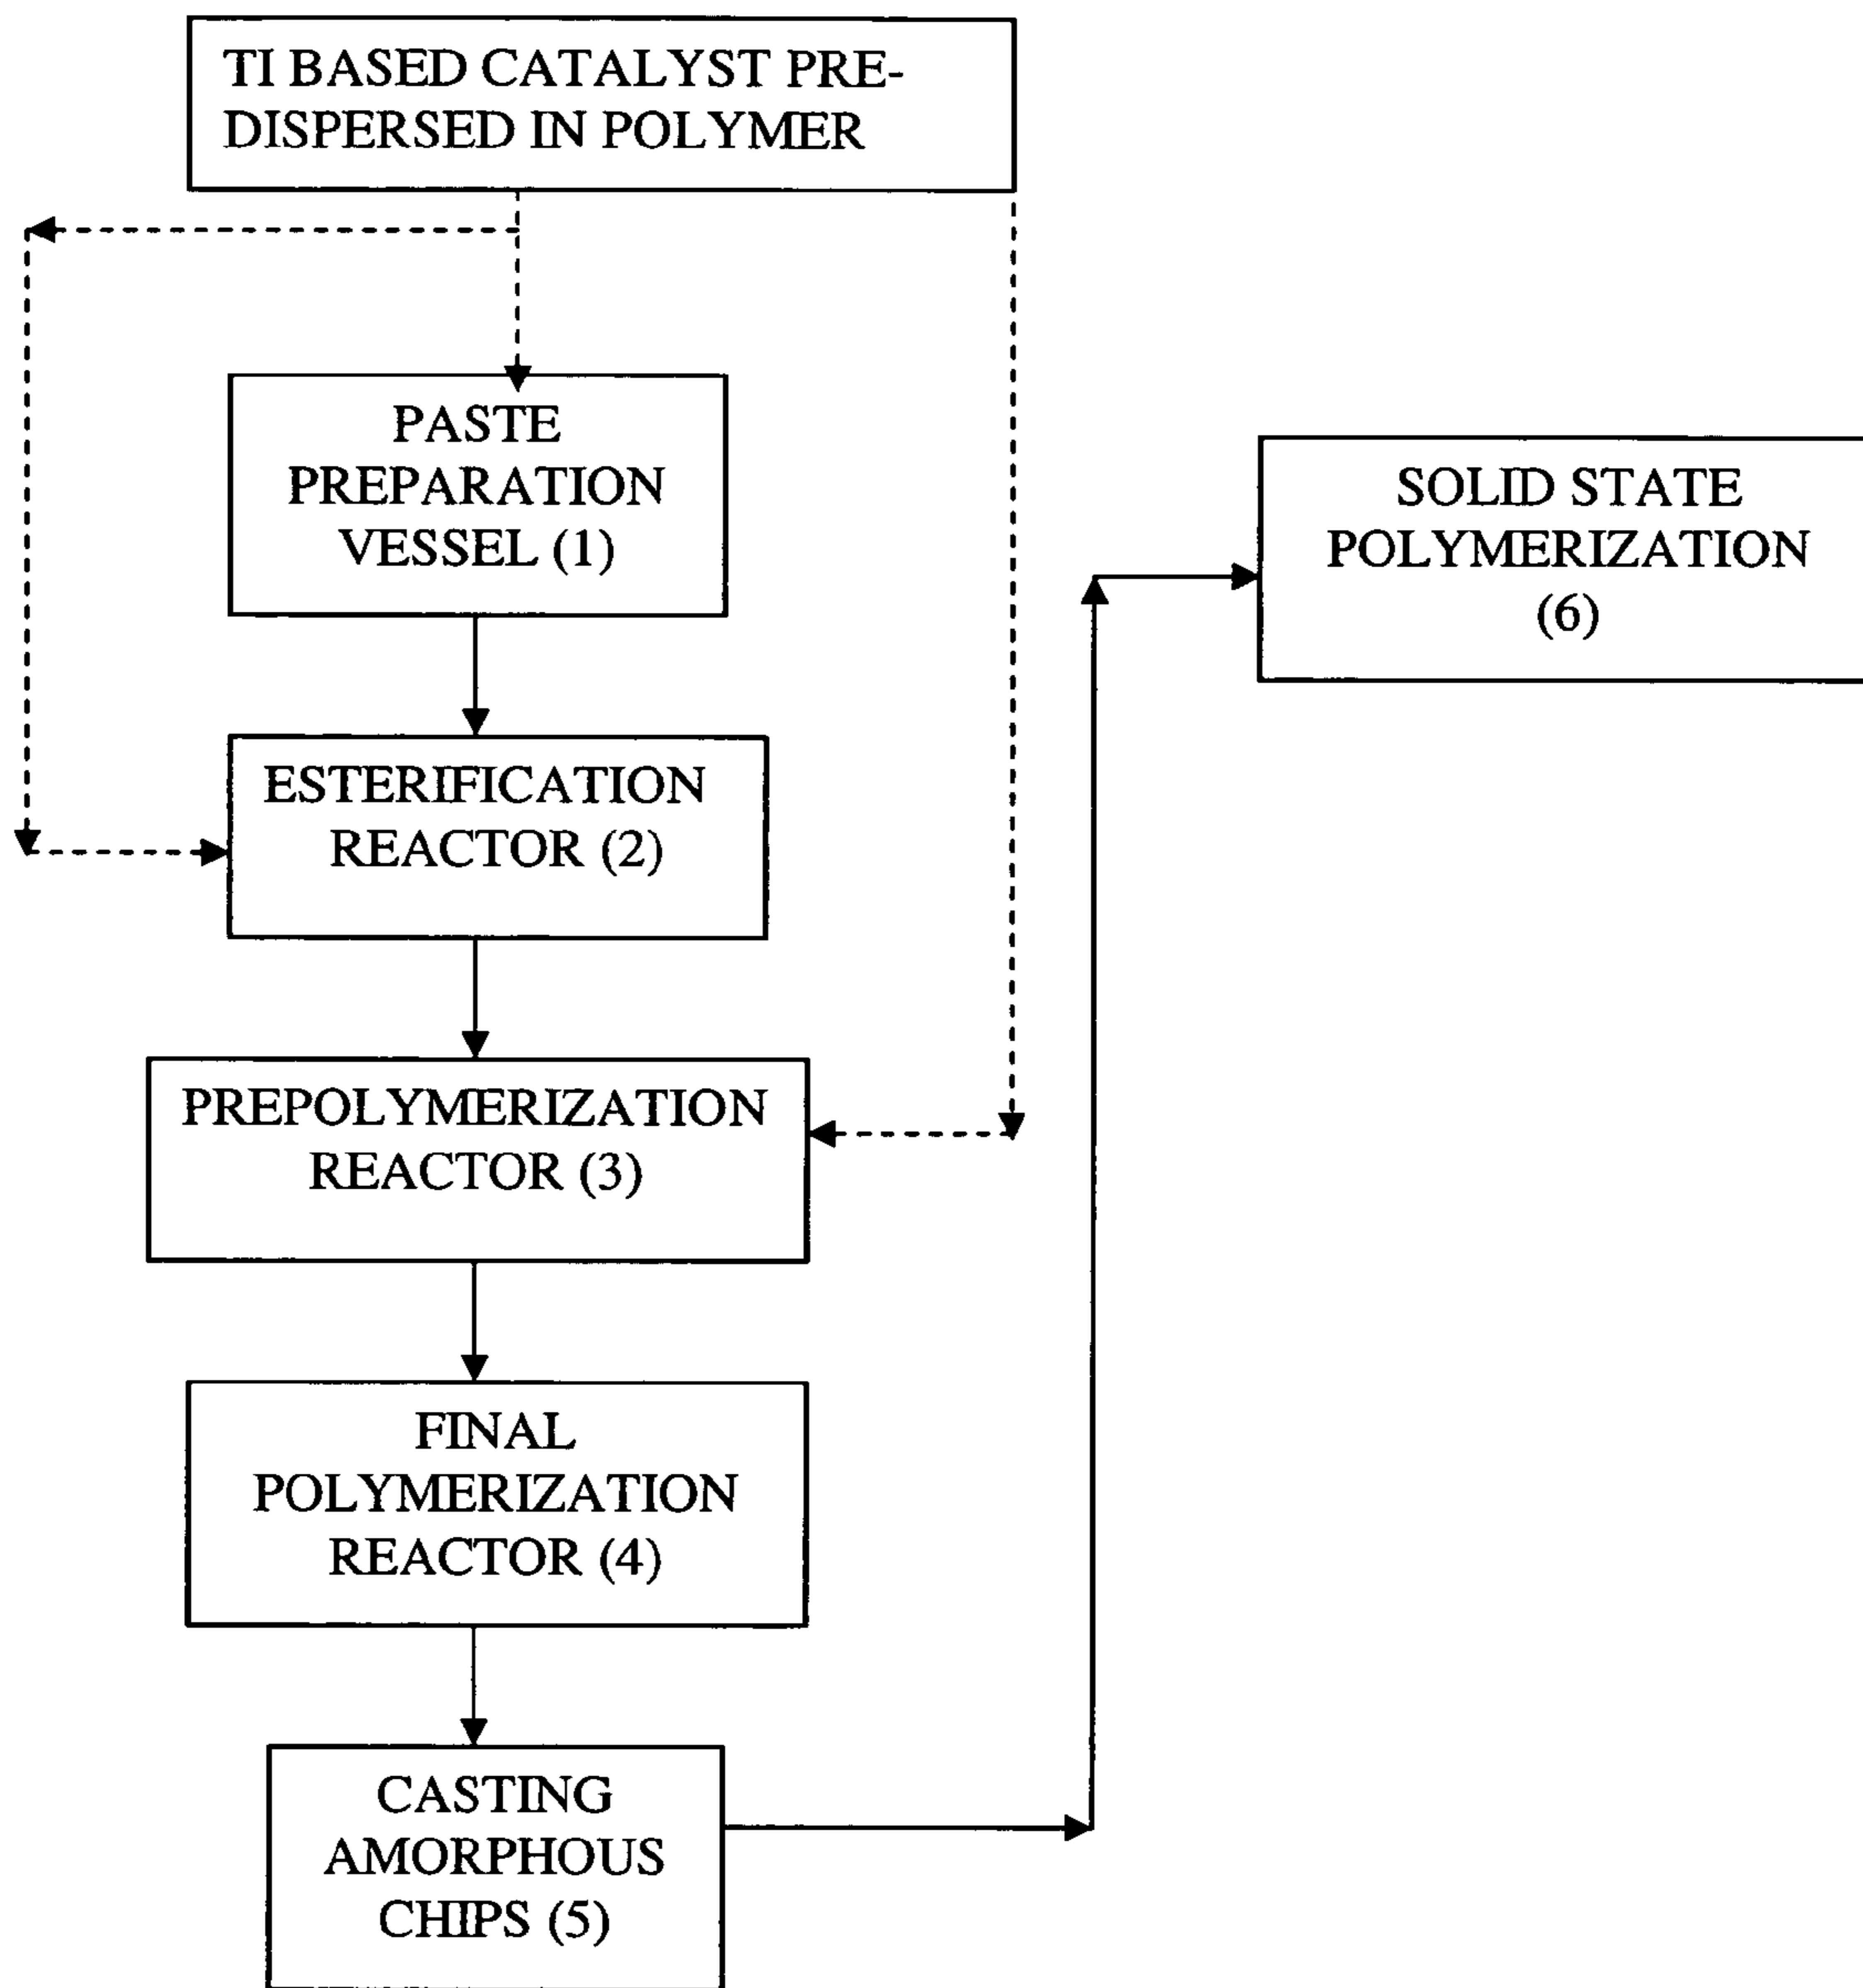 TI BASED CATALYST PRE-
DISPERSED IN POLYMER
PASTE
PREPARATION
VESSEL (1)
SOLID STATE
POLYMERIZATION
(6)
ESTERIFICATION
REACTOR (2)
PREPOLYMERIZATION
REACTOR (3)
FINAL
POLYMERIZATION
REACTOR (4)
CASTING
AMORPHOUS
CHIPS (5)